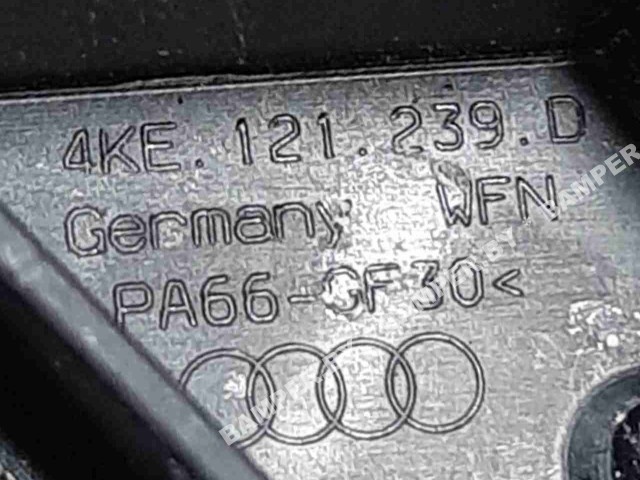 4KE.121.239.D
Germany WFN
PA66-GF30<